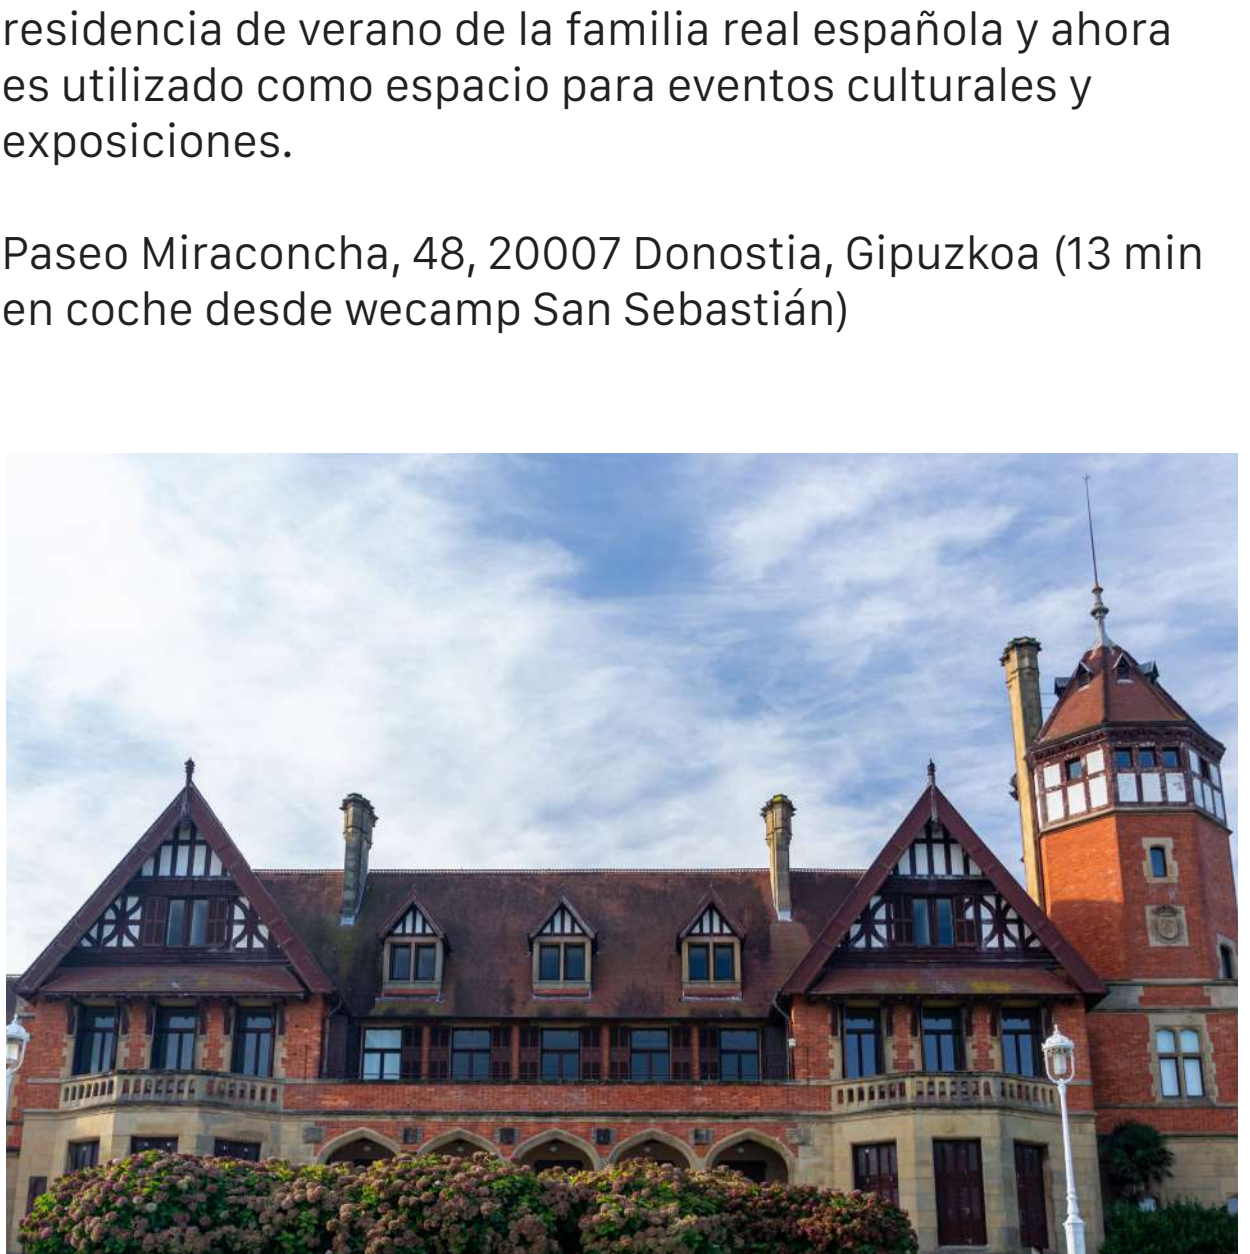 residencia de verano de la familia real española y ahora
es utilizado como espacio para eventos culturales y
exposiciones.
Paseo Miraconcha, 48, 20007 Donostia, Gipuzkoa (13 min
en coche desde wecamp San Sebastián)